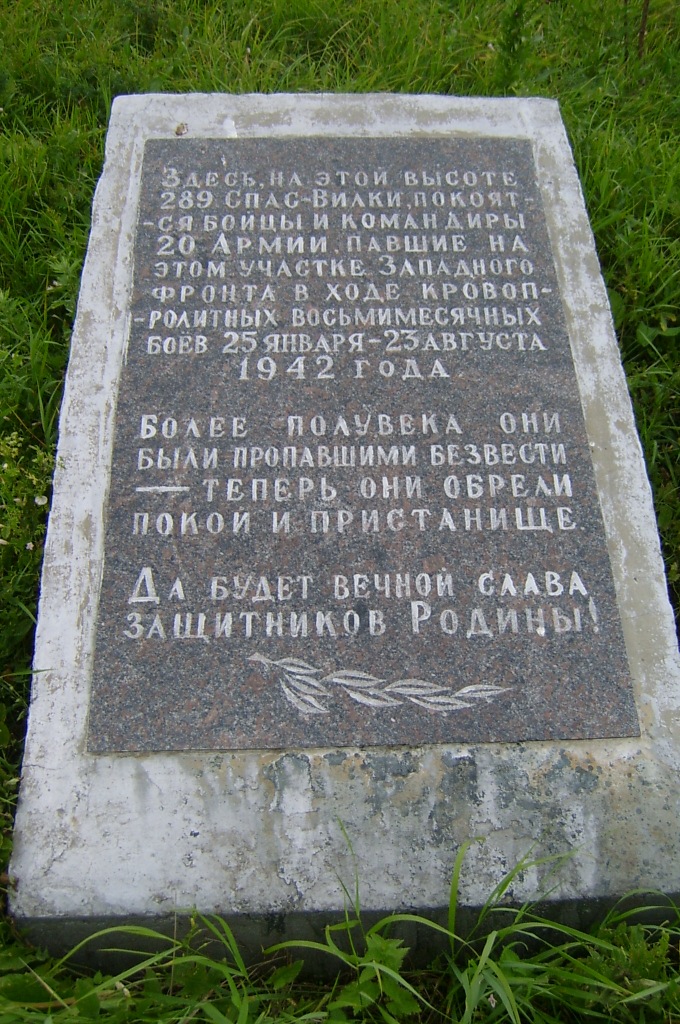 Здесь, на этой высоте
289 Спас-Вилки, покоят-
-ся бойцы и командиры
20 Армии, павшие на
этом участке Западного
фронта в ходе кровоп-
-ролитных восьмимесячных
боев 25 января - 23 августа
1942 года
Более полувека они
были пропавшими безвести
— теперь они обрели
покой и пристанище
Да будет вечной слава
защитников Родины!